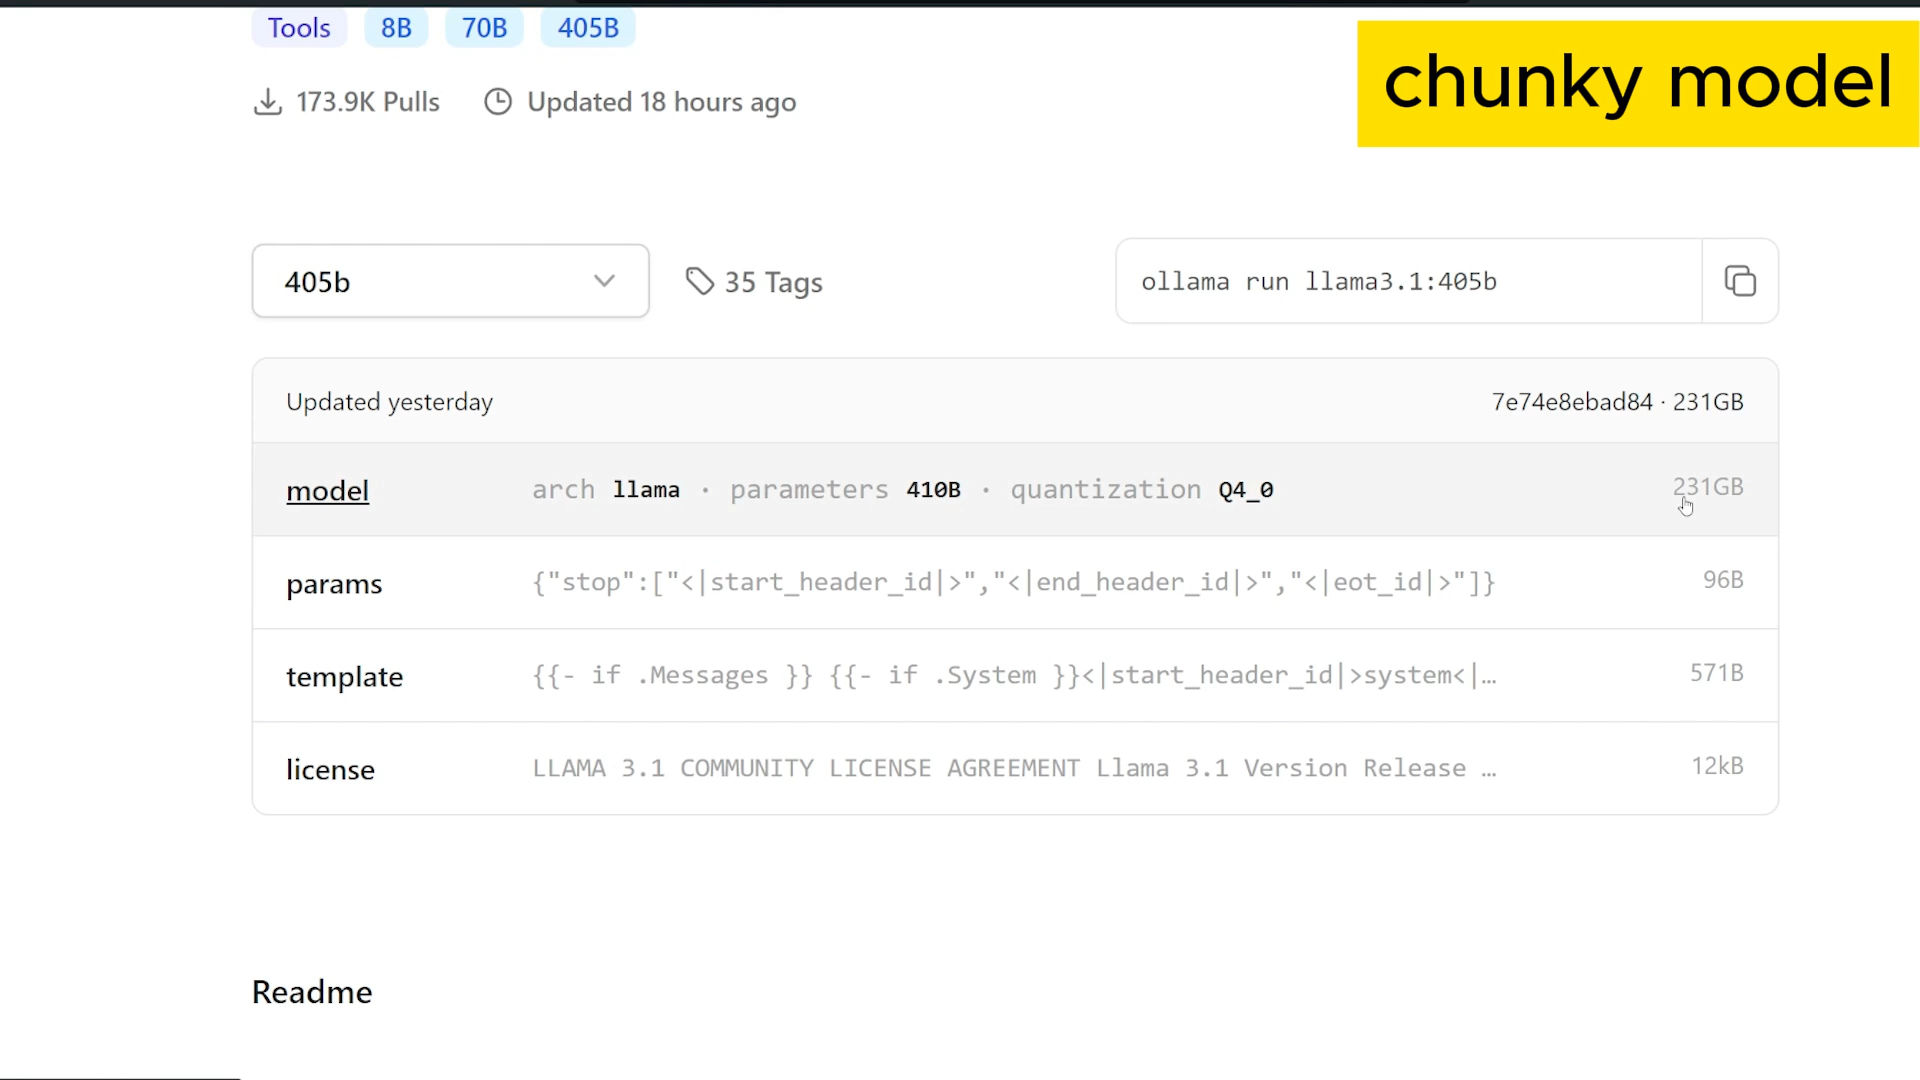 Tools 8B 70B 405B
chunky model
173.9K Pulls Updated 18 hours ago
405b 35 Tags ollama run llama3.1:405b
Updated yesterday 7e74e8ebad84 · 231GB
model arch llama · parameters 410B · quantization Q4_0 231GB
params {"stop":["<|start_header_id|>","<|end_header_id|>","<|eot_id|>"]} 96B
template {{- if .Messages }} {{- if .System }}<|start_header_id|>system<|… 571B
license LLAMA 3.1 COMMUNITY LICENSE AGREEMENT Llama 3.1 Version Release … 12kB
Readme